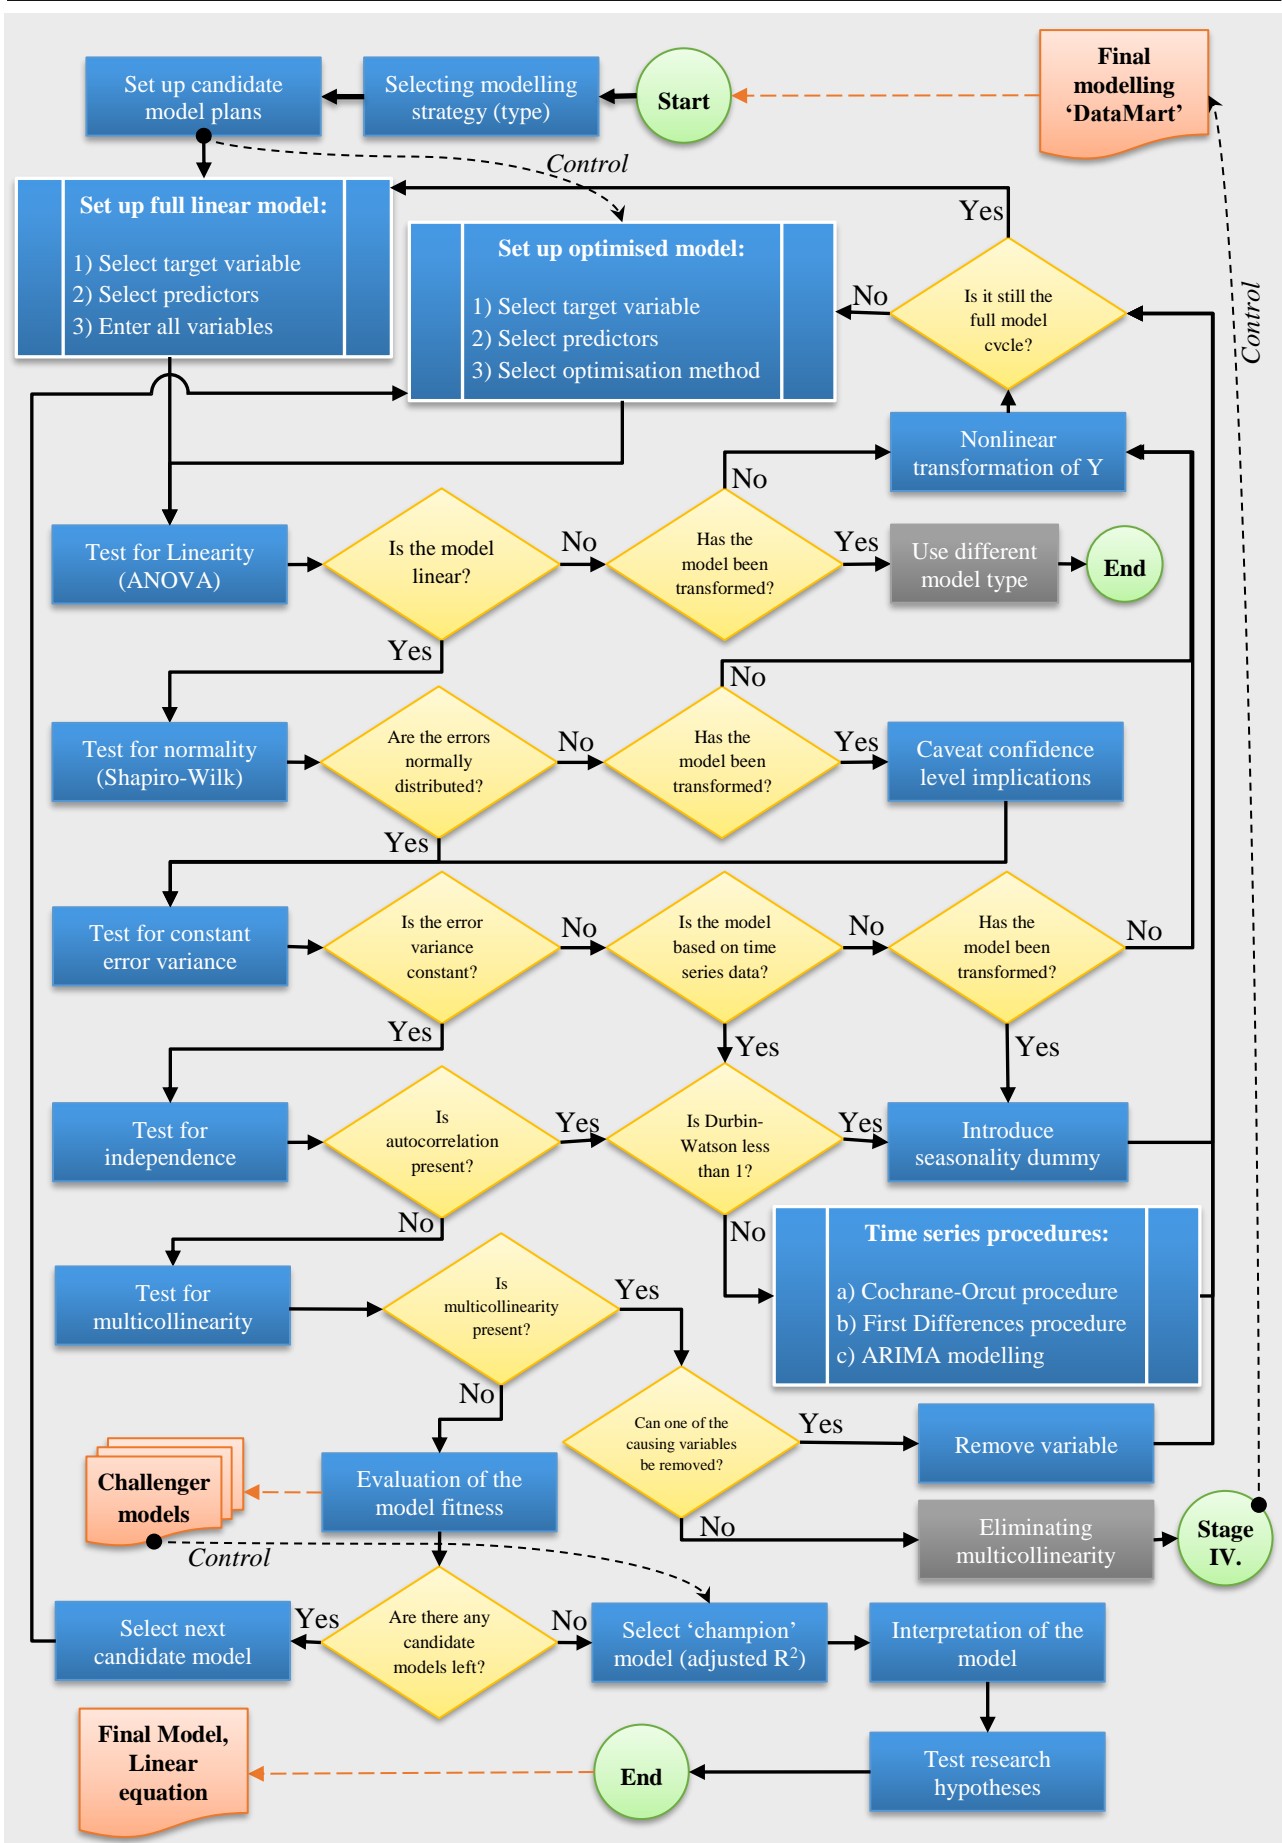 Set up candidate
model plans
Selecting modelling
strategy (type)
Start
Final
modelling
‘DataMart’
Control
Set up full linear model:
1) Select target variable
2) Select predictors
3) Enter all variables
Set up optimised model:
1) Select target variable
2) Select predictors
3) Select optimisation method
Yes
No
Is it still the
full model
cycle?
Control
Nonlinear
transformation of Y
No
Test for Linearity
(ANOVA)
Is the model
linear?
No
Has the
model been
transformed?
Yes
Use different
model type
End
Yes
No
Test for normality
(Shapiro-Wilk)
Are the errors
normally
distributed?
No
Has the
model been
transformed?
Yes
Caveat confidence
level implications
Yes
Test for constant
error variance
Is the error
variance
constant?
No
Is the model
based on time
series data?
No
Has the
model been
transformed?
No
Yes
Yes
Yes
Test for
independence
Is
autocorrelation
present?
Yes
Is Durbin-
Watson less
than 1?
Yes
Introduce
seasonality dummy
No
No
Time series procedures:
a) Cochrane-Orcut procedure
b) First Differences procedure
c) ARIMA modelling
Test for
multicollinearity
Is
multicollinearity
present?
Yes
No
Can one of the
causing variables
be removed?
Yes
Remove variable
No
Eliminating
multicollinearity
Stage
IV.
Challenger
models
Evaluation of the
model fitness
Control
Select next
candidate model
Yes
Are there any
candidate
models left?
No
Select ‘champion’
model (adjusted R²)
Interpretation of the
model
Final Model,
Linear
equation
End
Test research
hypotheses